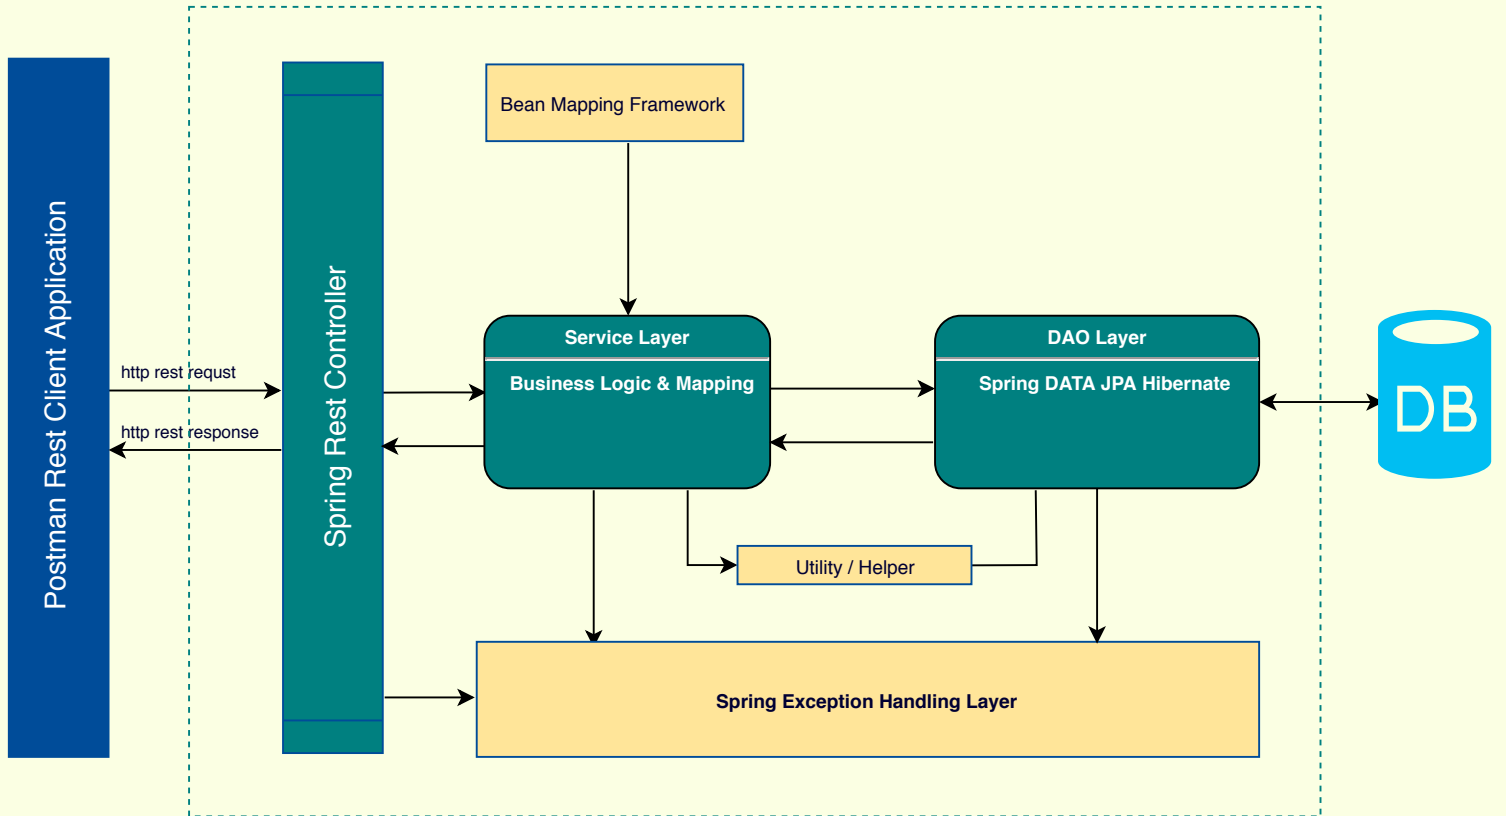 Postman Rest Client Application
http rest requst
http rest response
Spring Rest Controller
Bean Mapping Framework
Service Layer
Business Logic & Mapping
DAO Layer
Spring DATA JPA Hibernate
DB
Utility / Helper
Spring Exception Handling Layer